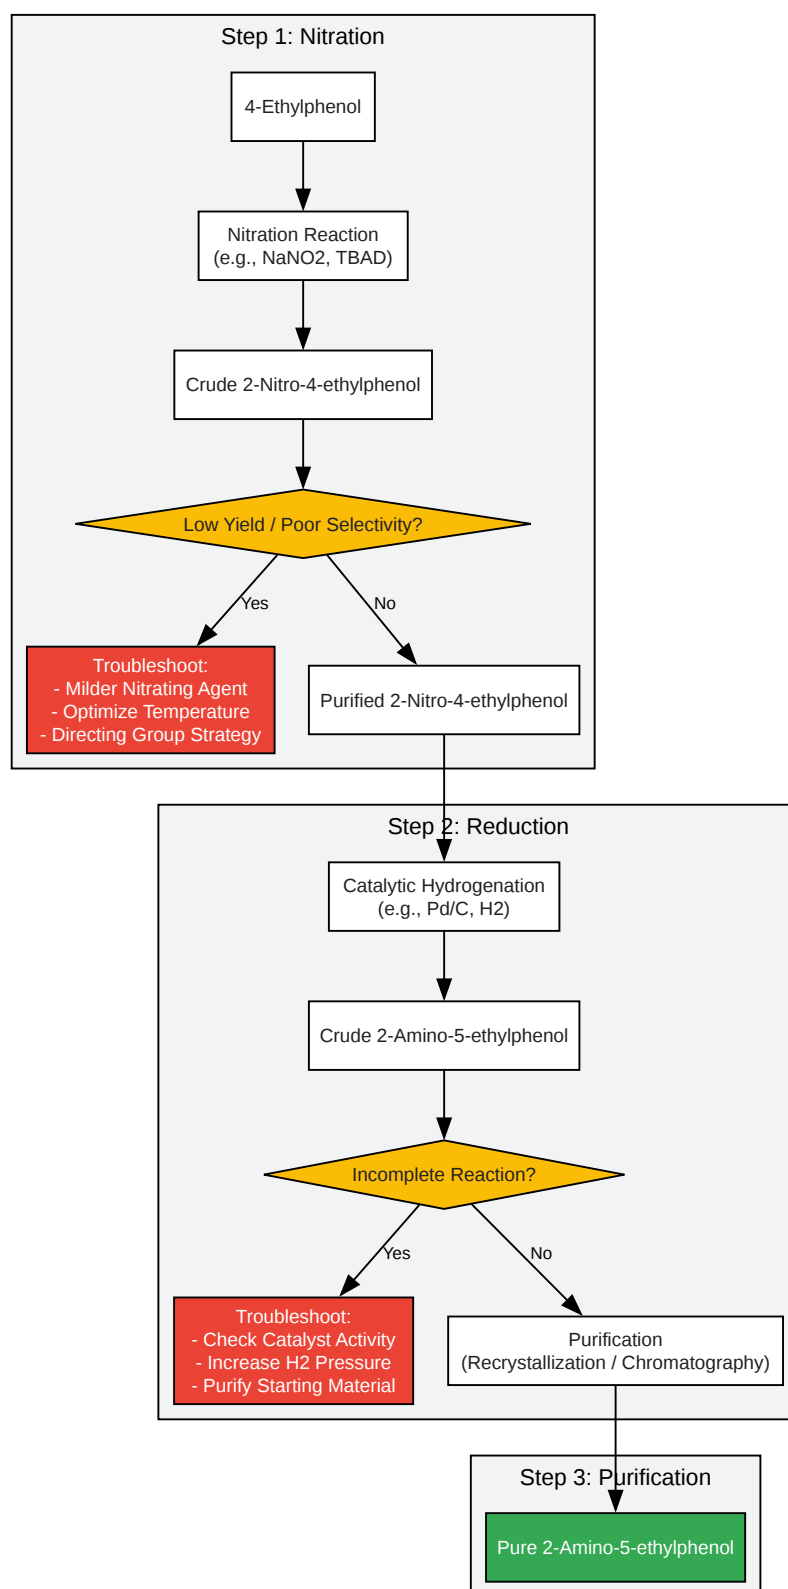 Step 1: Nitration
4-Ethylphenol
Nitration Reaction
(e.g., NaNO2, TBAD)
Crude 2-Nitro-4-ethylphenol
Low Yield / Poor Selectivity?
Yes
No
Troubleshoot:
- Milder Nitrating Agent
- Optimize Temperature
- Directing Group Strategy
Purified 2-Nitro-4-ethylphenol
Step 2: Reduction
Catalytic Hydrogenation
(e.g., Pd/C, H2)
Crude 2-Amino-5-ethylphenol
Incomplete Reaction?
Yes
No
Troubleshoot:
- Check Catalyst Activity
- Increase H2 Pressure
- Purify Starting Material
Purification
(Recrystallization / Chromatography)
Step 3: Purification
Pure 2-Amino-5-ethylphenol